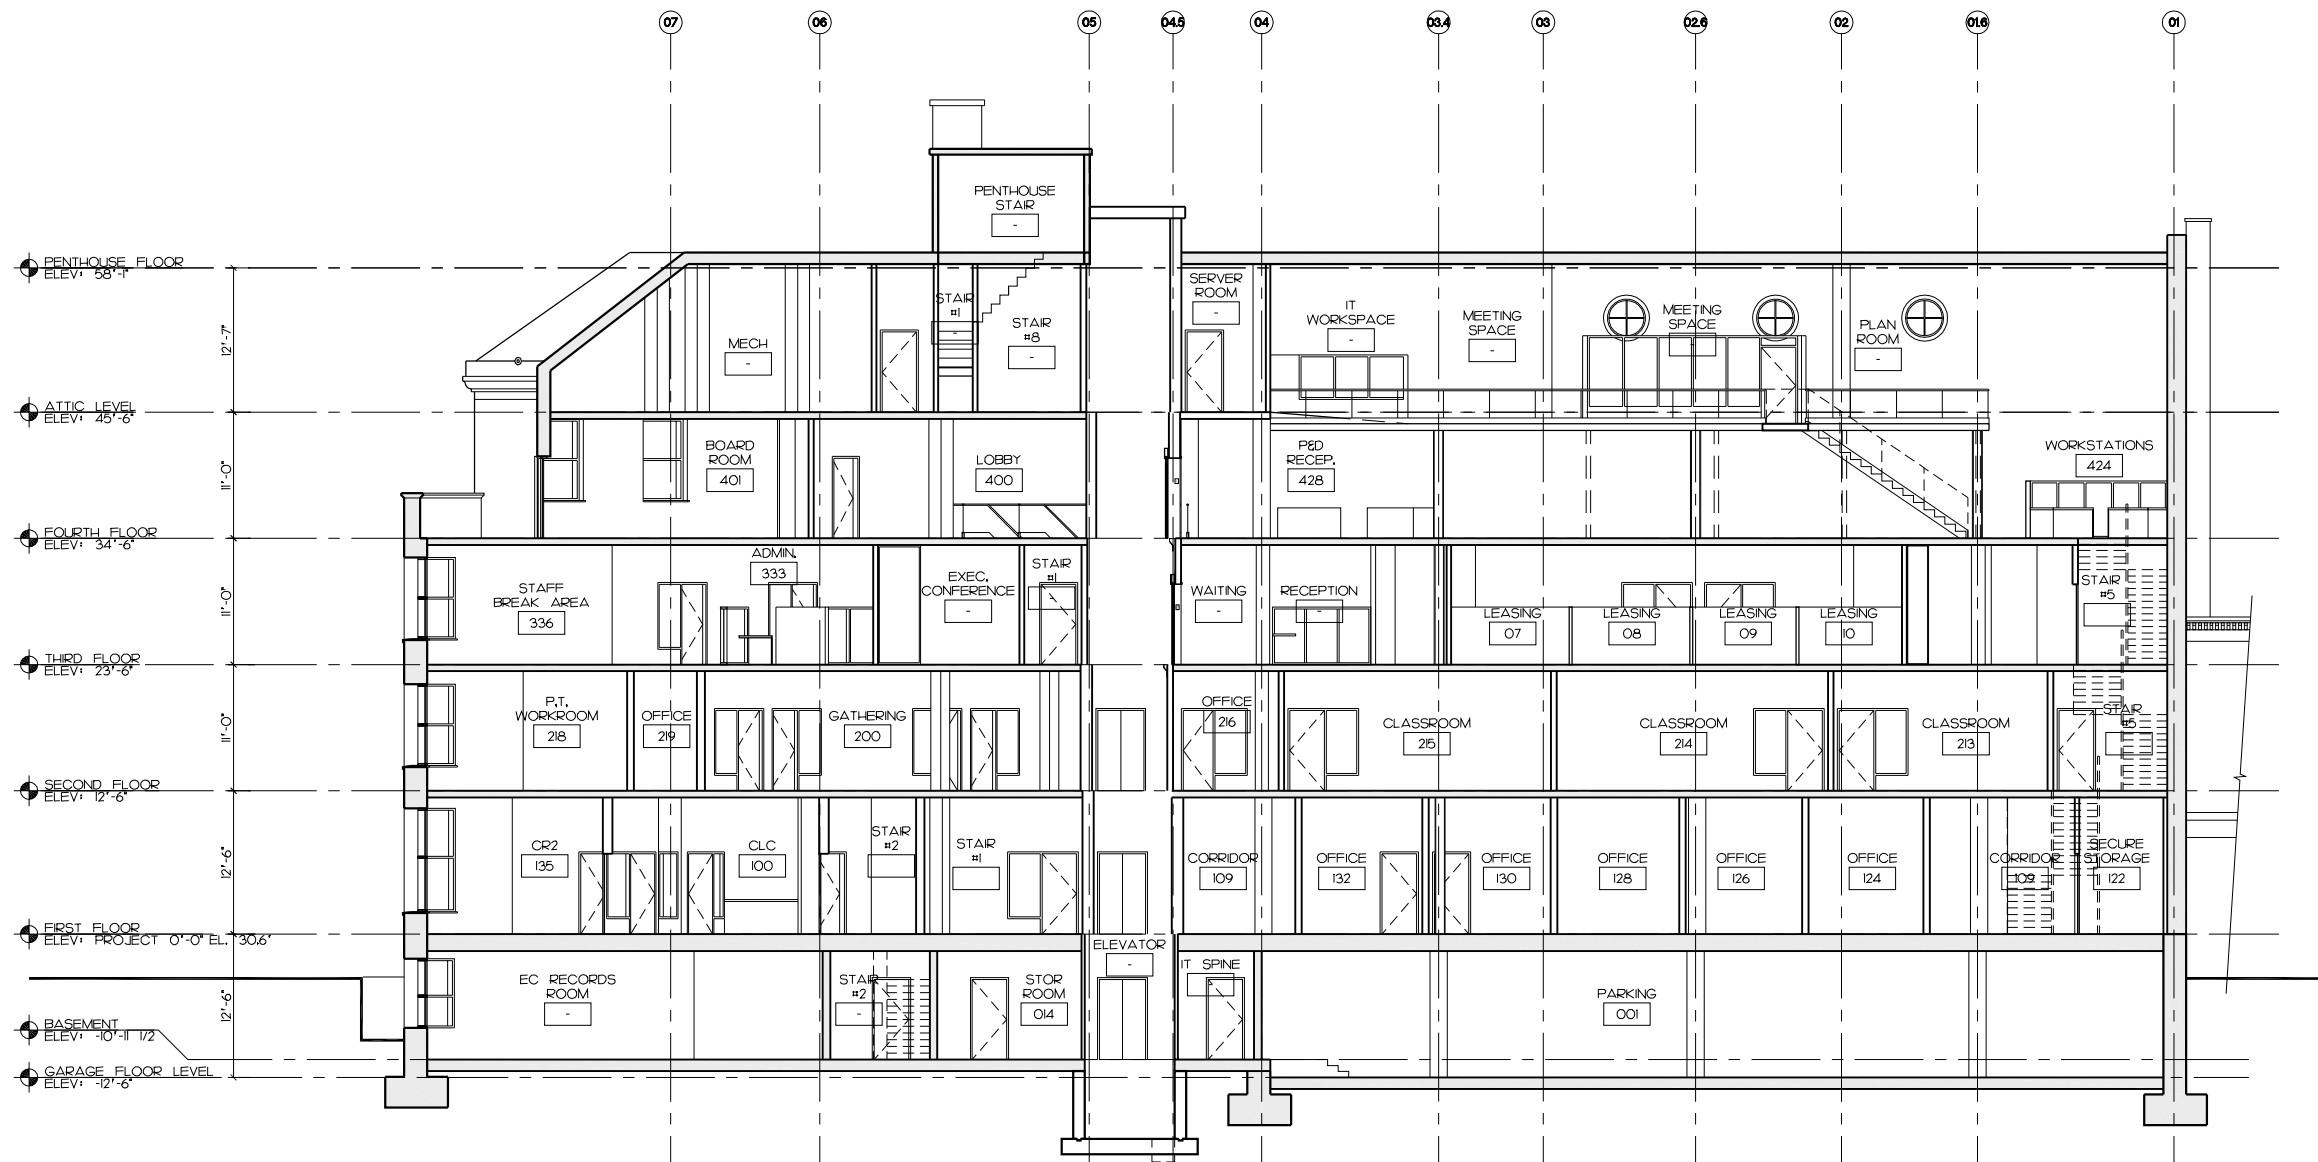 07 06 05 04.5 04 03.4 03 02.6 02 01.6 01
PENTHOUSE
STAIR
-
PENTHOUSE FLOOR
ELEV: 58'-1"
12'-7"
MECH
-
STAIR
#1
-
STAIR
#8
-
SERVER
ROOM
-
IT
WORKSPACE
-
MEETING
SPACE
-
MEETING
SPACE
-
PLAN
ROOM
-
ATTIC LEVEL
ELEV: 45'-6"
11'-0"
BOARD
ROOM
401
LOBBY
400
P&D
RECEP.
428
WORKSTATIONS
424
FOURTH FLOOR
ELEV: 34'-6"
11'-0"
STAFF
BREAK AREA
336
ADMIN.
333
EXEC.
CONFERENCE
-
STAIR
#1
-
WAITING
-
RECEPTION
-
LEASING
07
LEASING
08
LEASING
09
LEASING
10
STAIR
#5
THIRD FLOOR
ELEV: 23'-6"
11'-0"
P.T.
WORKROOM
218
OFFICE
219
GATHERING
200
OFFICE
216
CLASSROOM
215
CLASSROOM
214
CLASSROOM
213
STAIR
#5
SECOND FLOOR
ELEV: 12'-6"
12'-6"
CR2
135
CLC
100
STAIR
#2
STAIR
#1
CORRIDOR
109
OFFICE
132
OFFICE
130
OFFICE
128
OFFICE
126
OFFICE
124
CORRIDOR
109
SECURE
STORAGE
122
FIRST FLOOR
ELEV: PROJECT 0'-0" EL. "30.6'
12'-6"
EC RECORDS
ROOM
-
STAIR
#2
-
STOR
ROOM
014
ELEVATOR
-
IT SPINE
-
PARKING
001
BASEMENT
ELEV: -10'-11 1/2
GARAGE FLOOR LEVEL
ELEV: -12'-6"